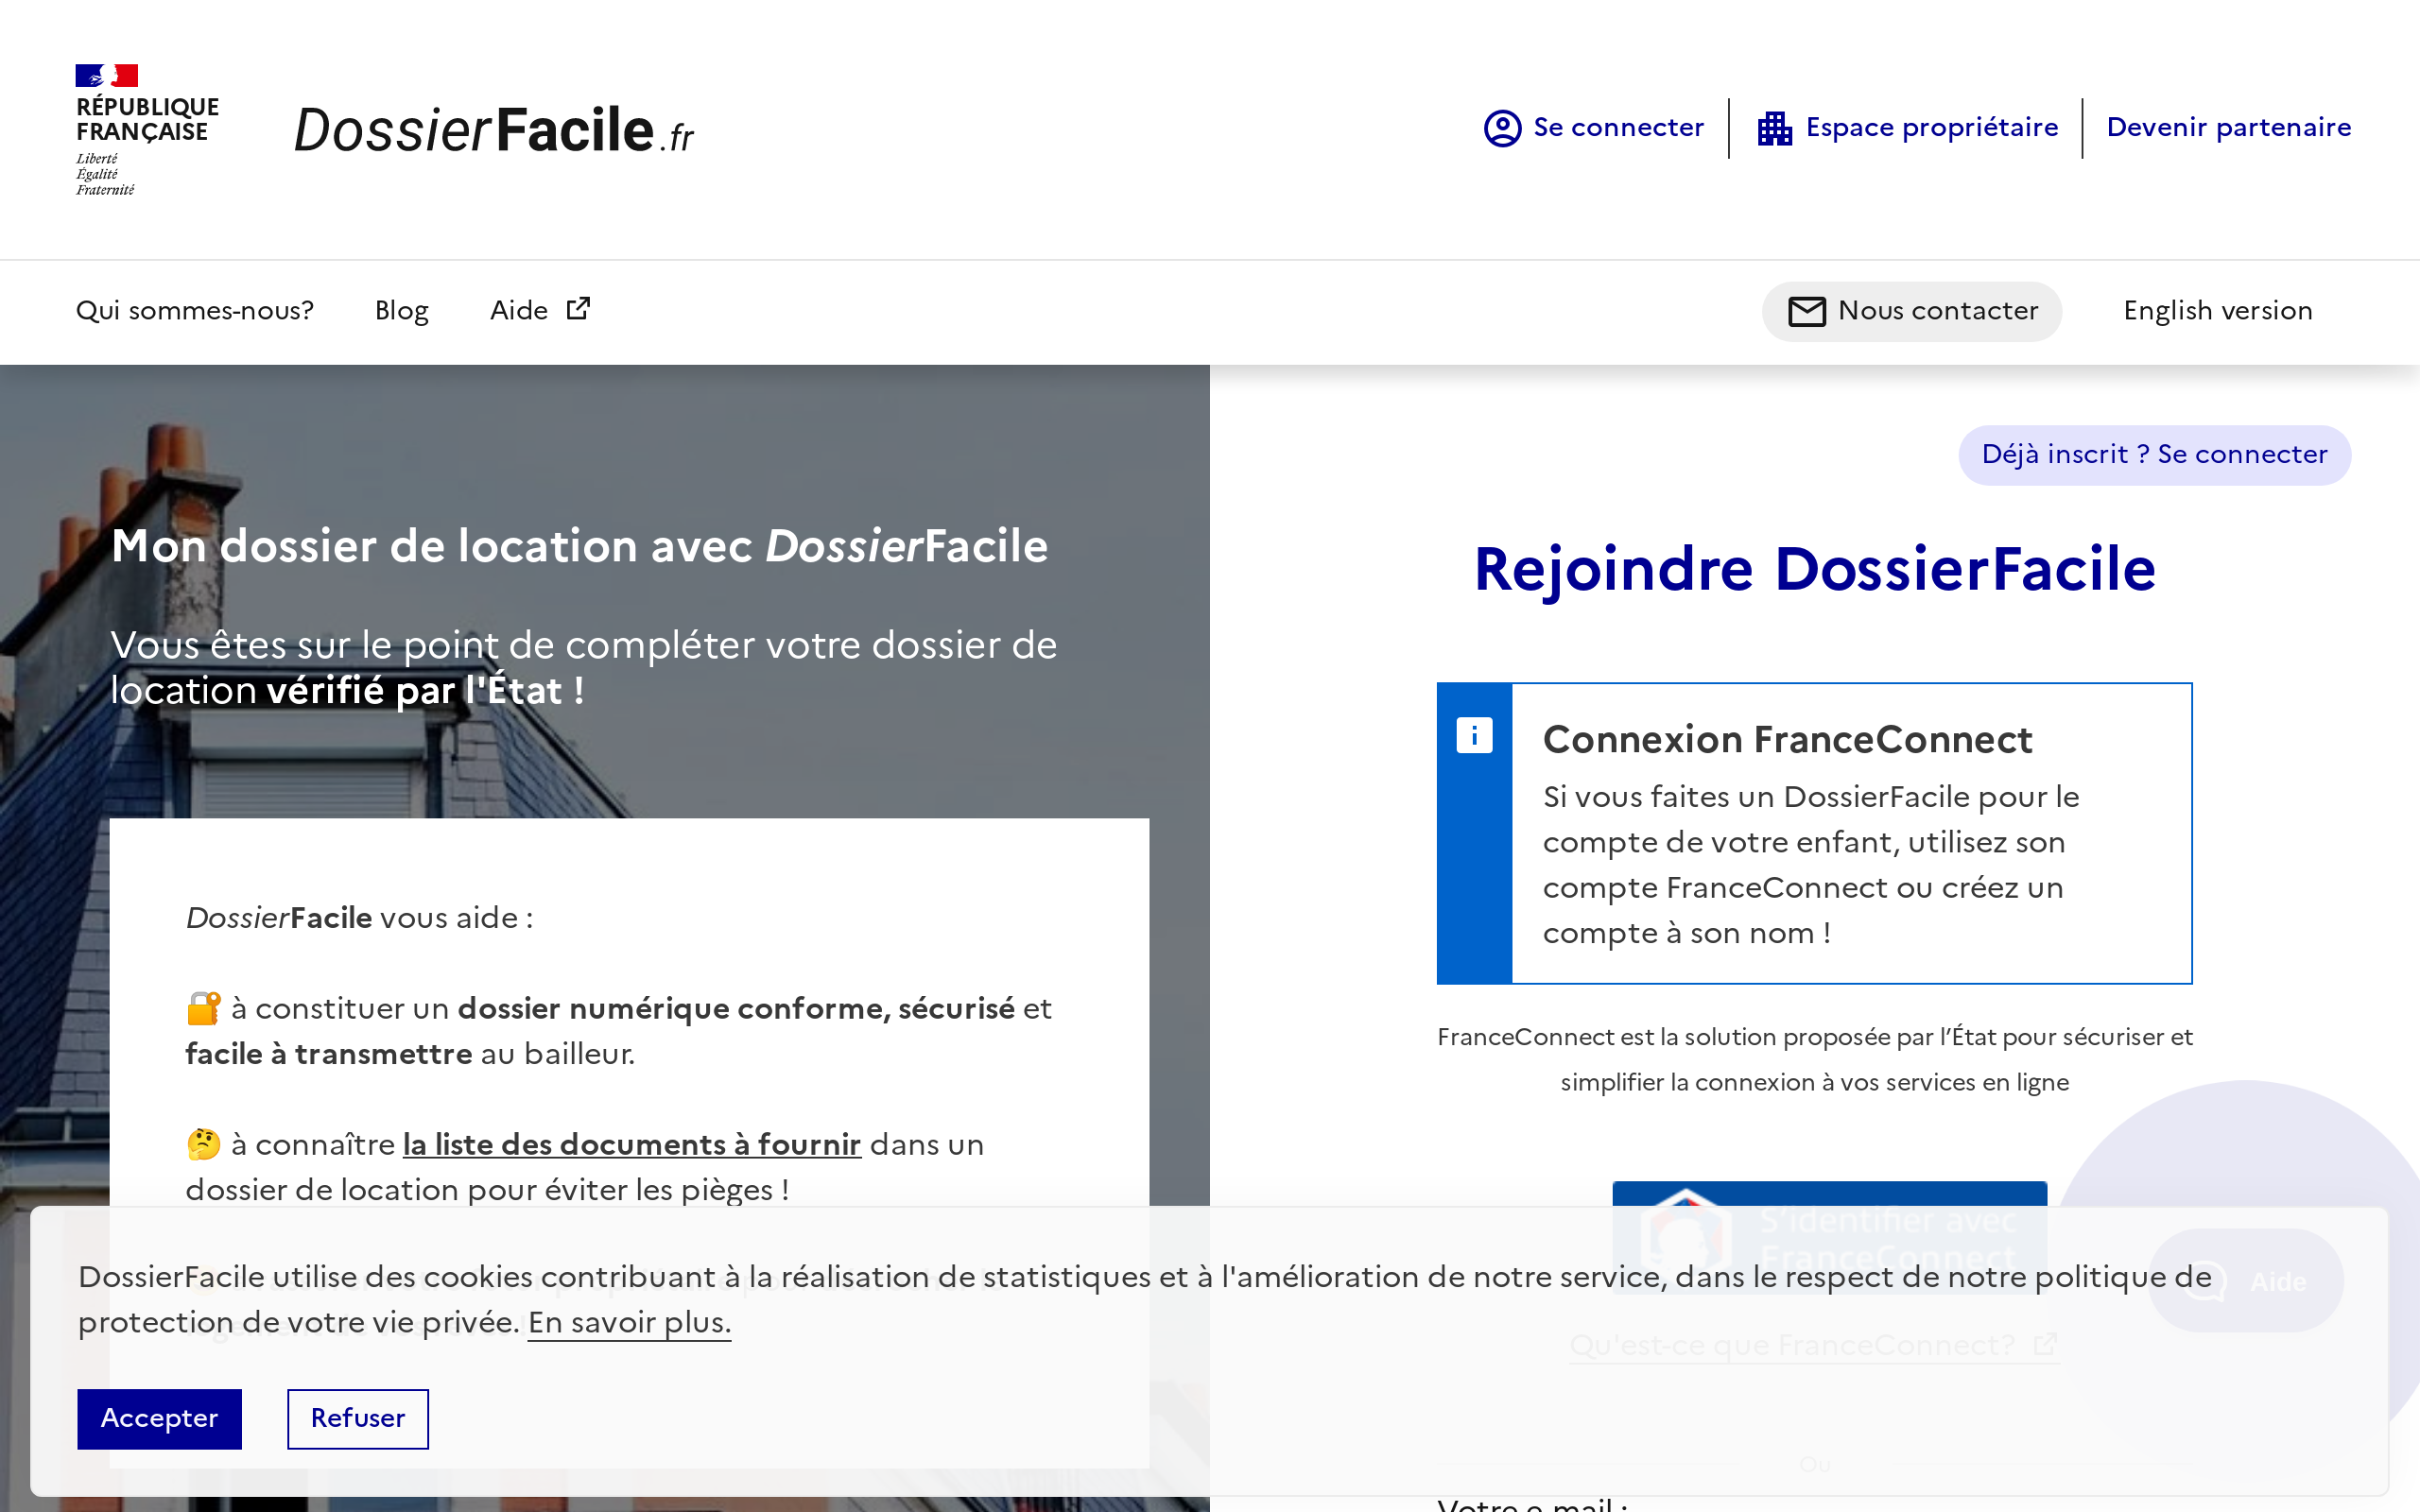 RÉPUBLIQUE
FRANÇAISE
Liberté
Égalité
Fraternité
DossierFacile.fr
Se connecter
Espace propriétaire
Devenir partenaire
Qui sommes-nous?
Blog
Aide
Nous contacter
English version
Mon dossier de location avec DossierFacile
Vous êtes sur le point de compléter votre dossier de
location vérifié par l'État !
DossierFacile vous aide :
🔐 à constituer un dossier numérique conforme, sécurisé et
facile à transmettre au bailleur.
🤔 à connaître la liste des documents à fournir dans un
dossier de location pour éviter les pièges !
Déjà inscrit ? Se connecter
Rejoindre DossierFacile
Connexion FranceConnect
Si vous faites un DossierFacile pour le
compte de votre enfant, utilisez son
compte FranceConnect ou créez un
compte à son nom !
FranceConnect est la solution proposée par l’État pour sécuriser et
simplifier la connexion à vos services en ligne
S'identifier avec
FranceConnect
Qu'est-ce que FranceConnect?
Aide
Ou
Votre e-mail :
DossierFacile utilise des cookies contribuant à la réalisation de statistiques et à l'amélioration de notre service, dans le respect de notre politique de
protection de votre vie privée. En savoir plus.
Accepter
Refuser